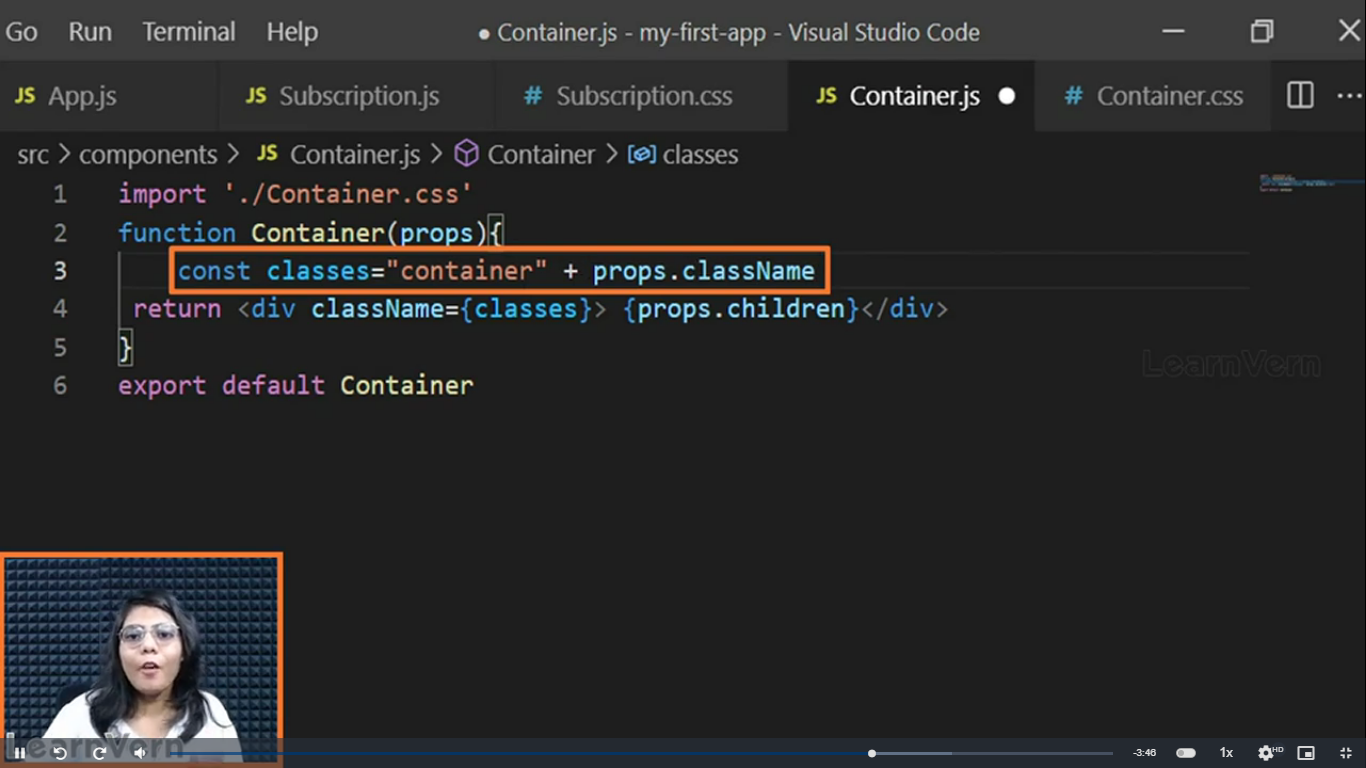 Go Run Terminal Help ● Container.js - my-first-app - Visual Studio Code
JS App.js JS Subscription.js # Subscription.css JS Container.js ● # Container.css ···
src > components > JS Container.js > Container > classes
1 import './Container.css'
2 function Container(props){
3 const classes="container" + props.className
4 return <div className={classes}> {props.children}</div>
5 }
6 export default Container
LearnVern
LearnVern
-3:46 1x HD